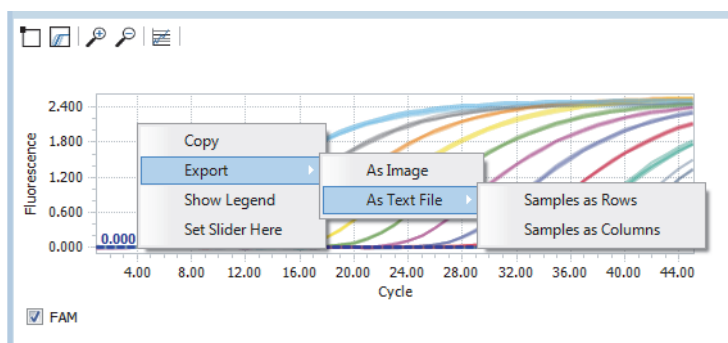 2.400
1.800
1.200
0.600
0.000
Fluorescence
0.000
Copy
Export
Show Legend
Set Slider Here
As Image
As Text File
Samples as Rows
Samples as Columns
4.00 8.00 12.00 16.00 20.00 24.00 28.00 32.00 36.00 40.00 44.00
Cycle
FAM